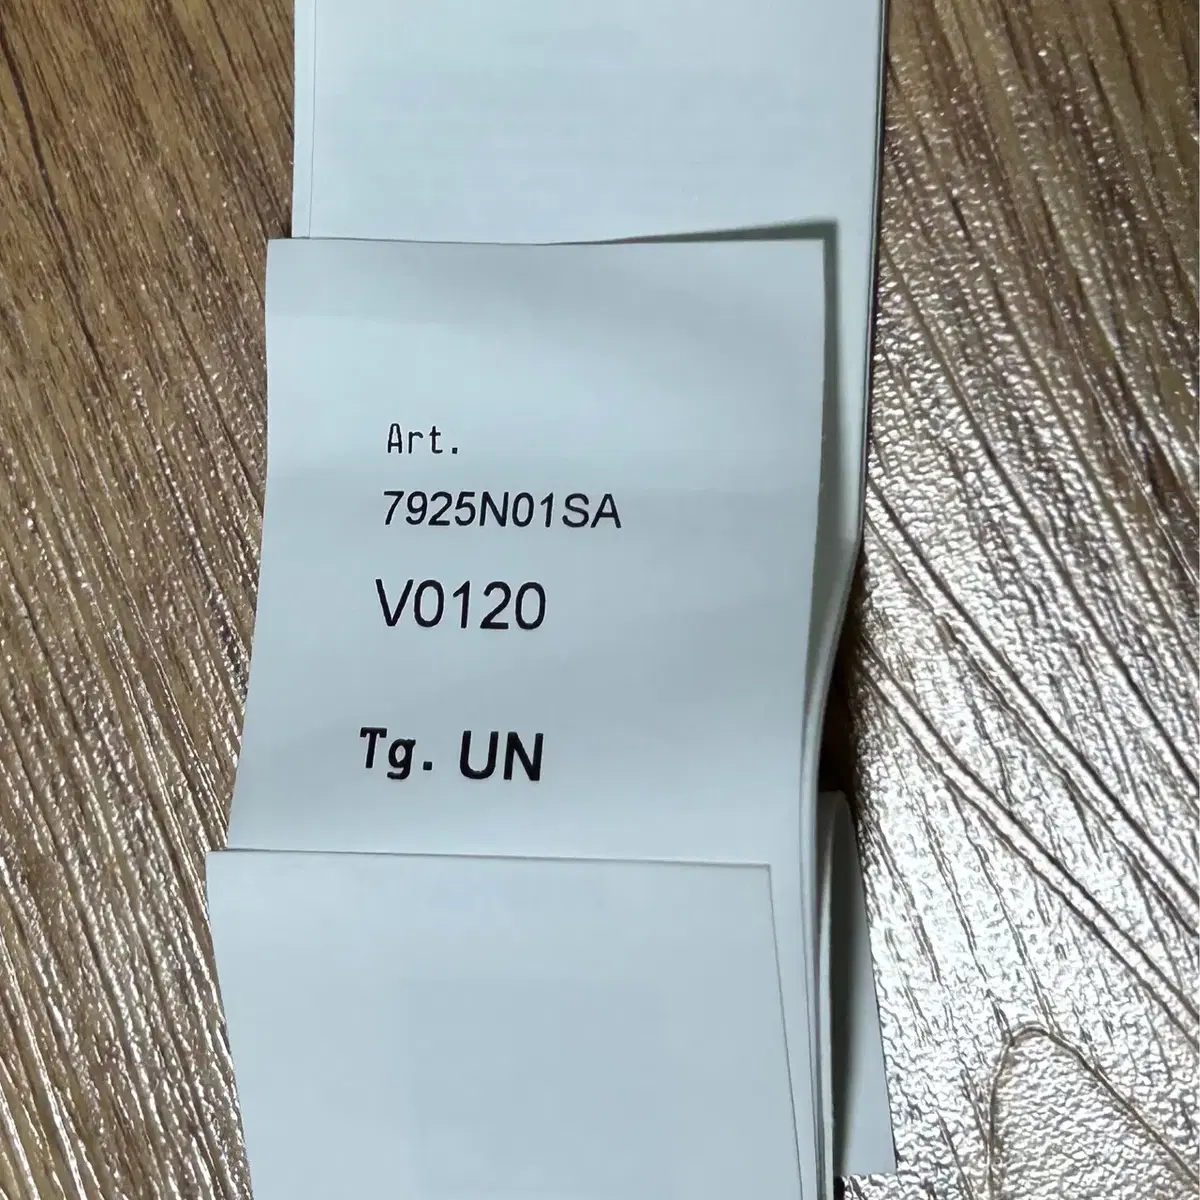 Art.
7925N01SA
V0120
Tg. UN